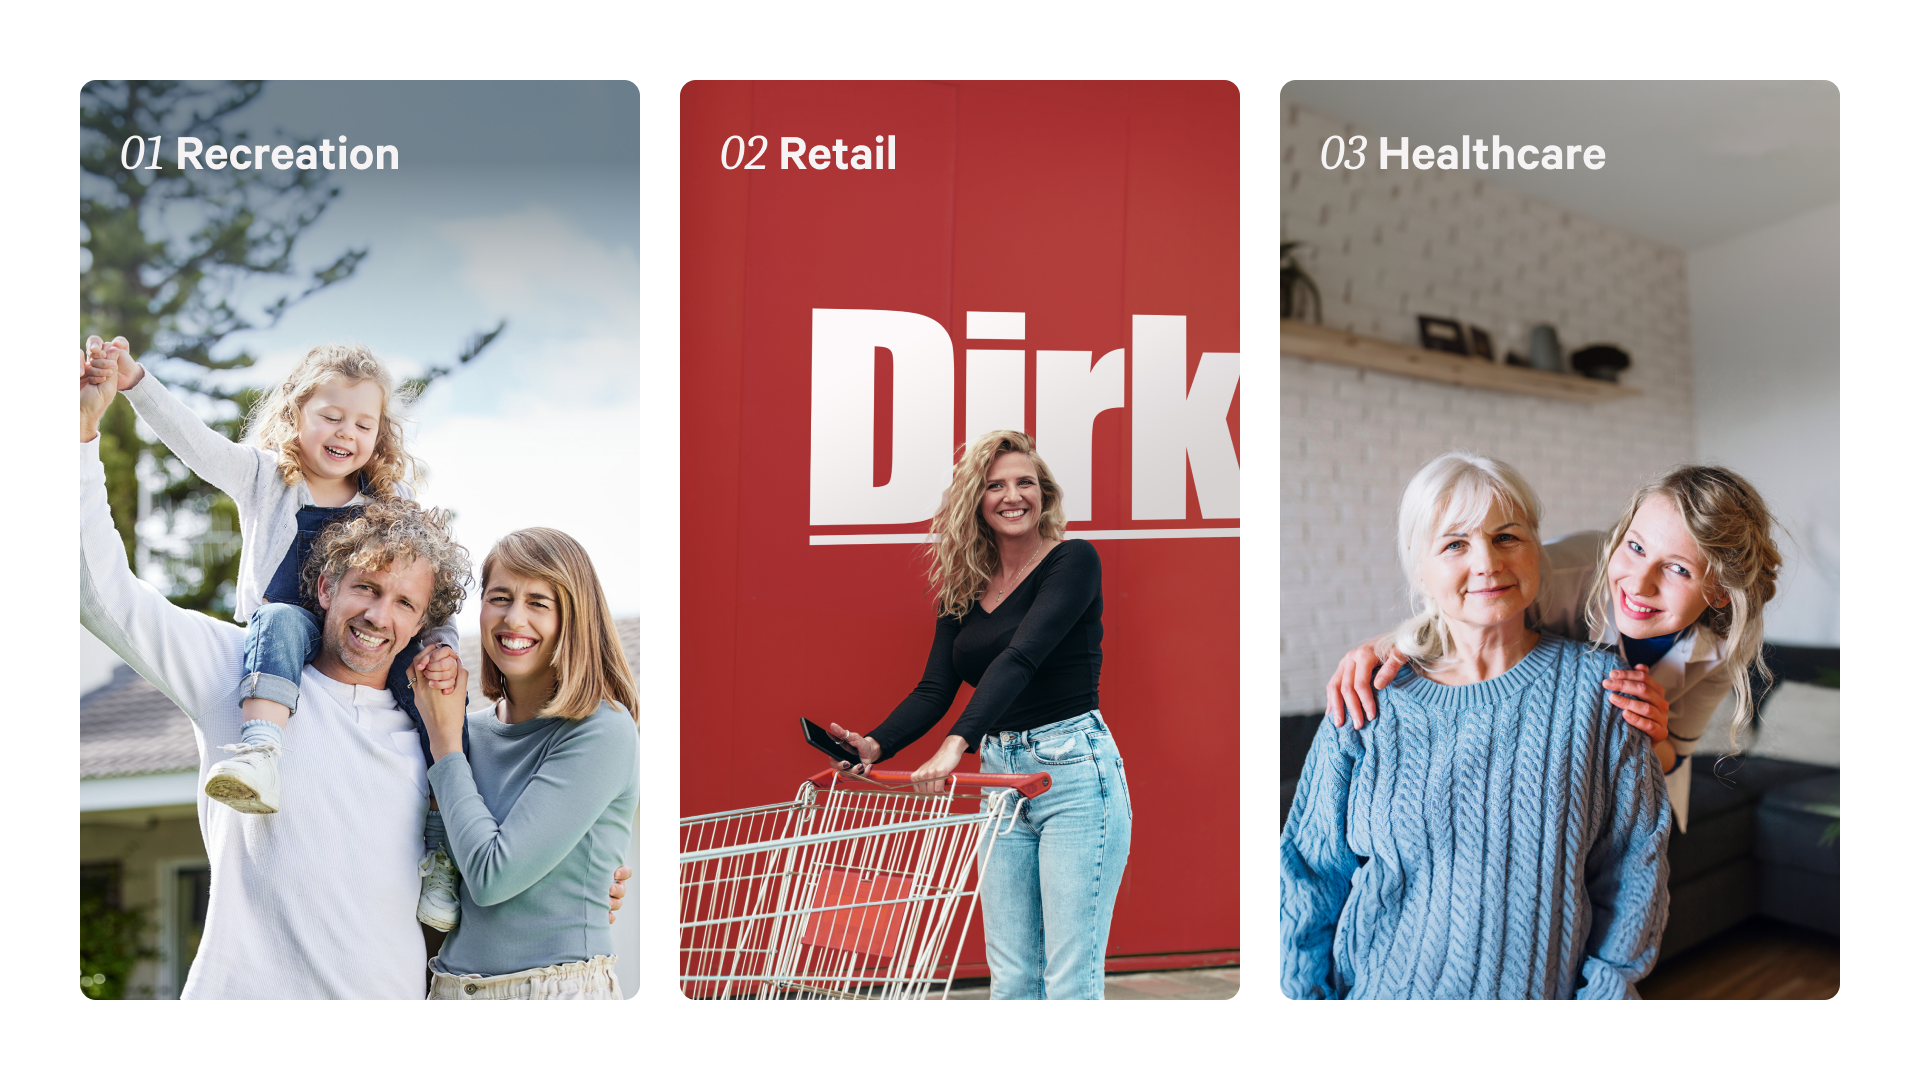 01 Recreation
02 Retail
03 Healthcare
Dirk